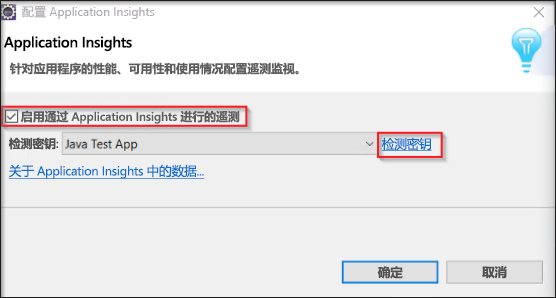 配置 Application Insights
Application Insights
针对应用程序的性能、可用性和使用情况配置遥测监视。
启用通过 Application Insights 进行的遥测
检测密钥: Java Test App 检测密钥
关于 Application Insights 中的数据...
确定 取消